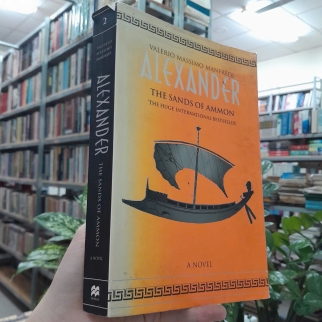 VALERIO MASSIMO MANFREDI
ALEXANDER
THE SANDS OF AMMON
THE HUGE INTERNATIONAL BESTSELLER
A NOVEL
2
ALEXANDER
THE SANDS OF AMMON
A NOVEL